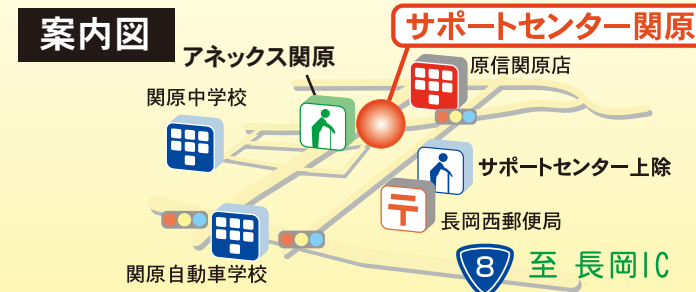 案内図
サポートセンター関原
アネックス関原
原信関原店
関原中学校
サポートセンター上除
〒
長岡西郵便局
関原自動車学校
8
至 長岡IC